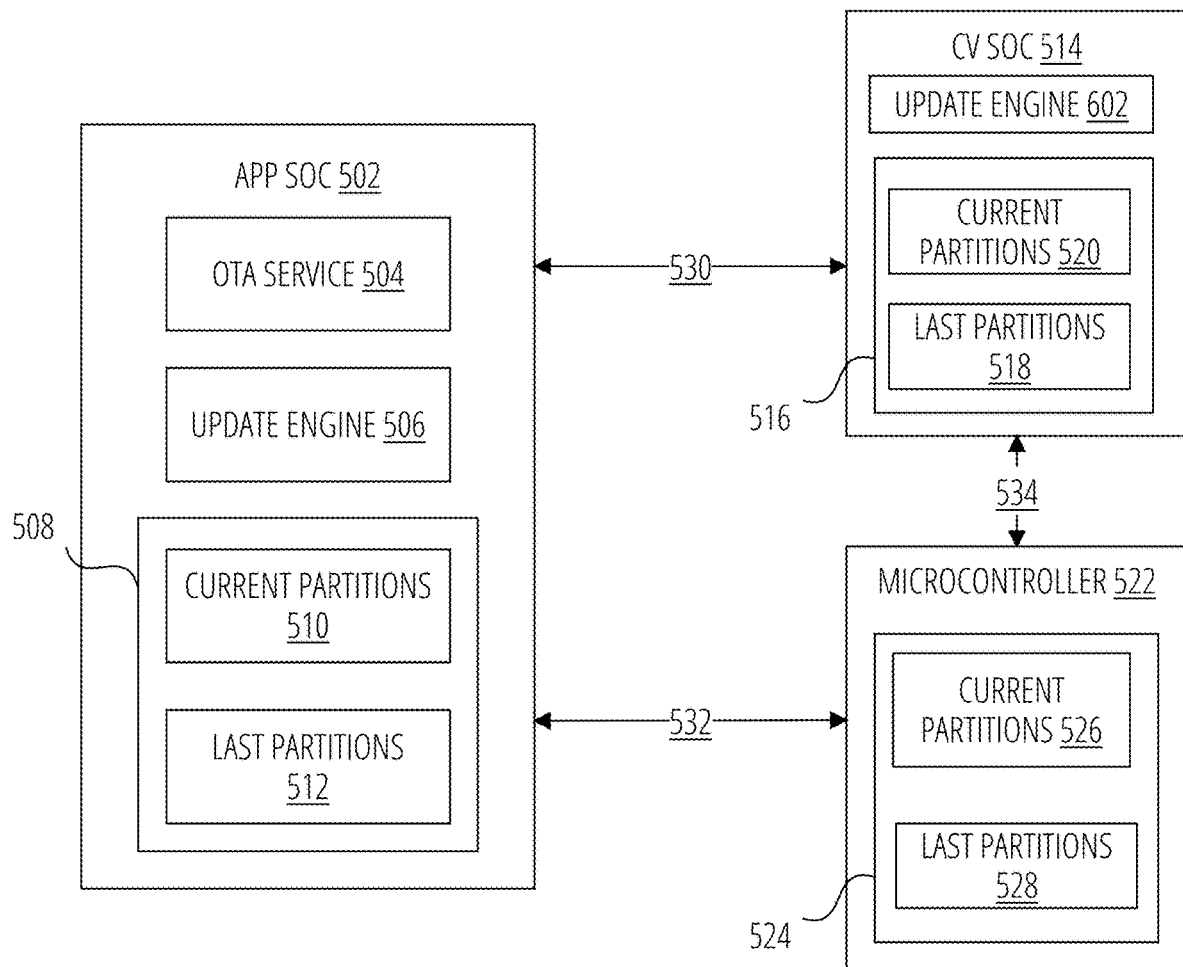 CV SOC 514
UPDATE ENGINE 602
CURRENT
PARTITIONS 520
LAST PARTITIONS
518
516
APP SOC 502
OTA SERVICE 504
UPDATE ENGINE 506
508
CURRENT PARTITIONS
510
LAST PARTITIONS
512
530
534
532
MICROCONTROLLER 522
CURRENT
PARTITIONS 526
LAST PARTITIONS
528
524